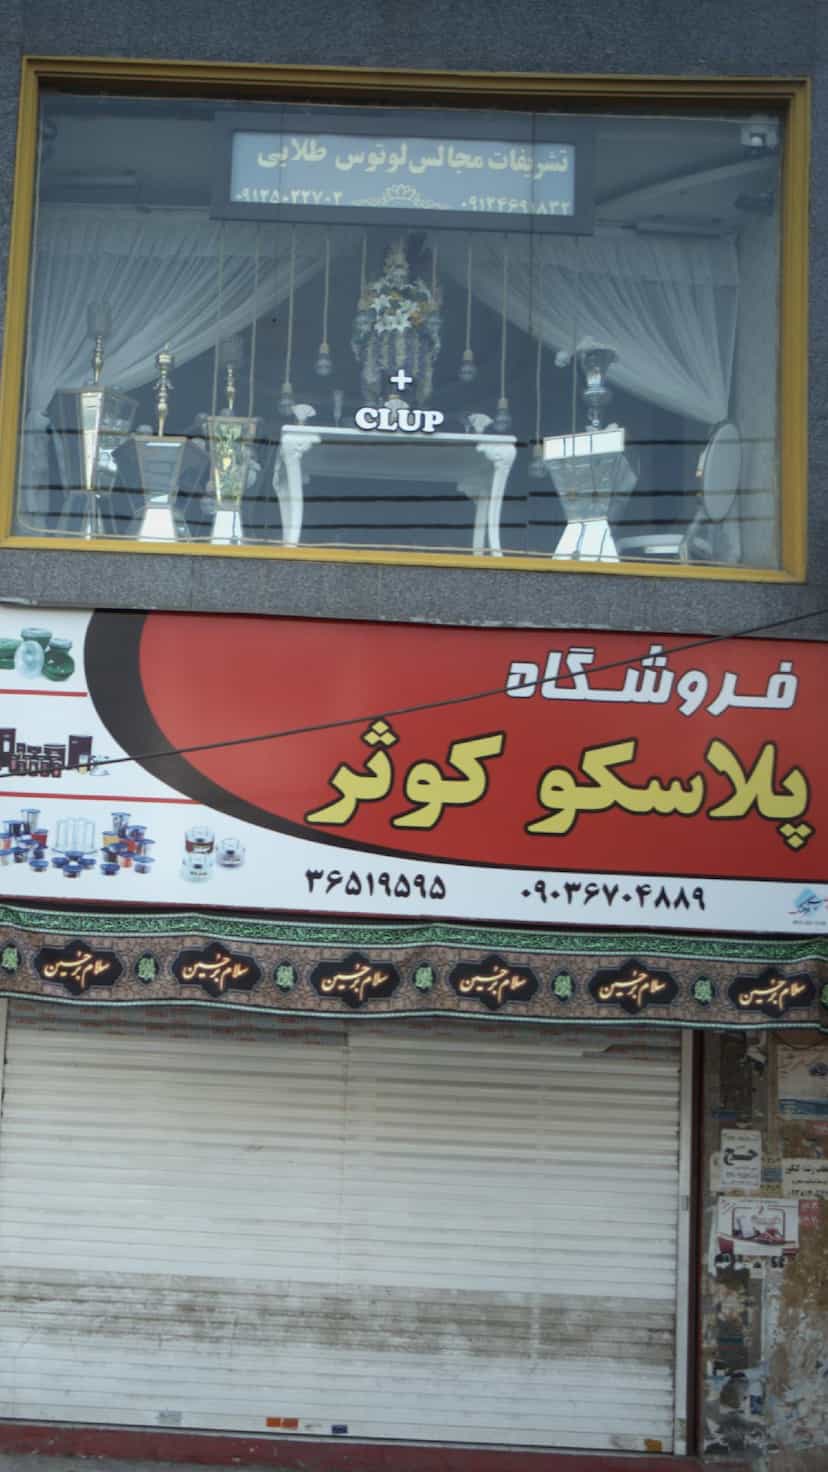 تشریفات مجالس لوتوس طلایی
۰۹۱۲۵۰۲۲۷۰۲
+
CLUP
فروشگاه
پلاسکو کوثر
۳۶۵۱۹۵۹۵ ۰۹۰۳۶۷۰۴۸۸۹
سلام بر حسین سلام بر حسین سلام بر حسین سلام بر حسین سلام بر حسین سلام بر حسین
حج